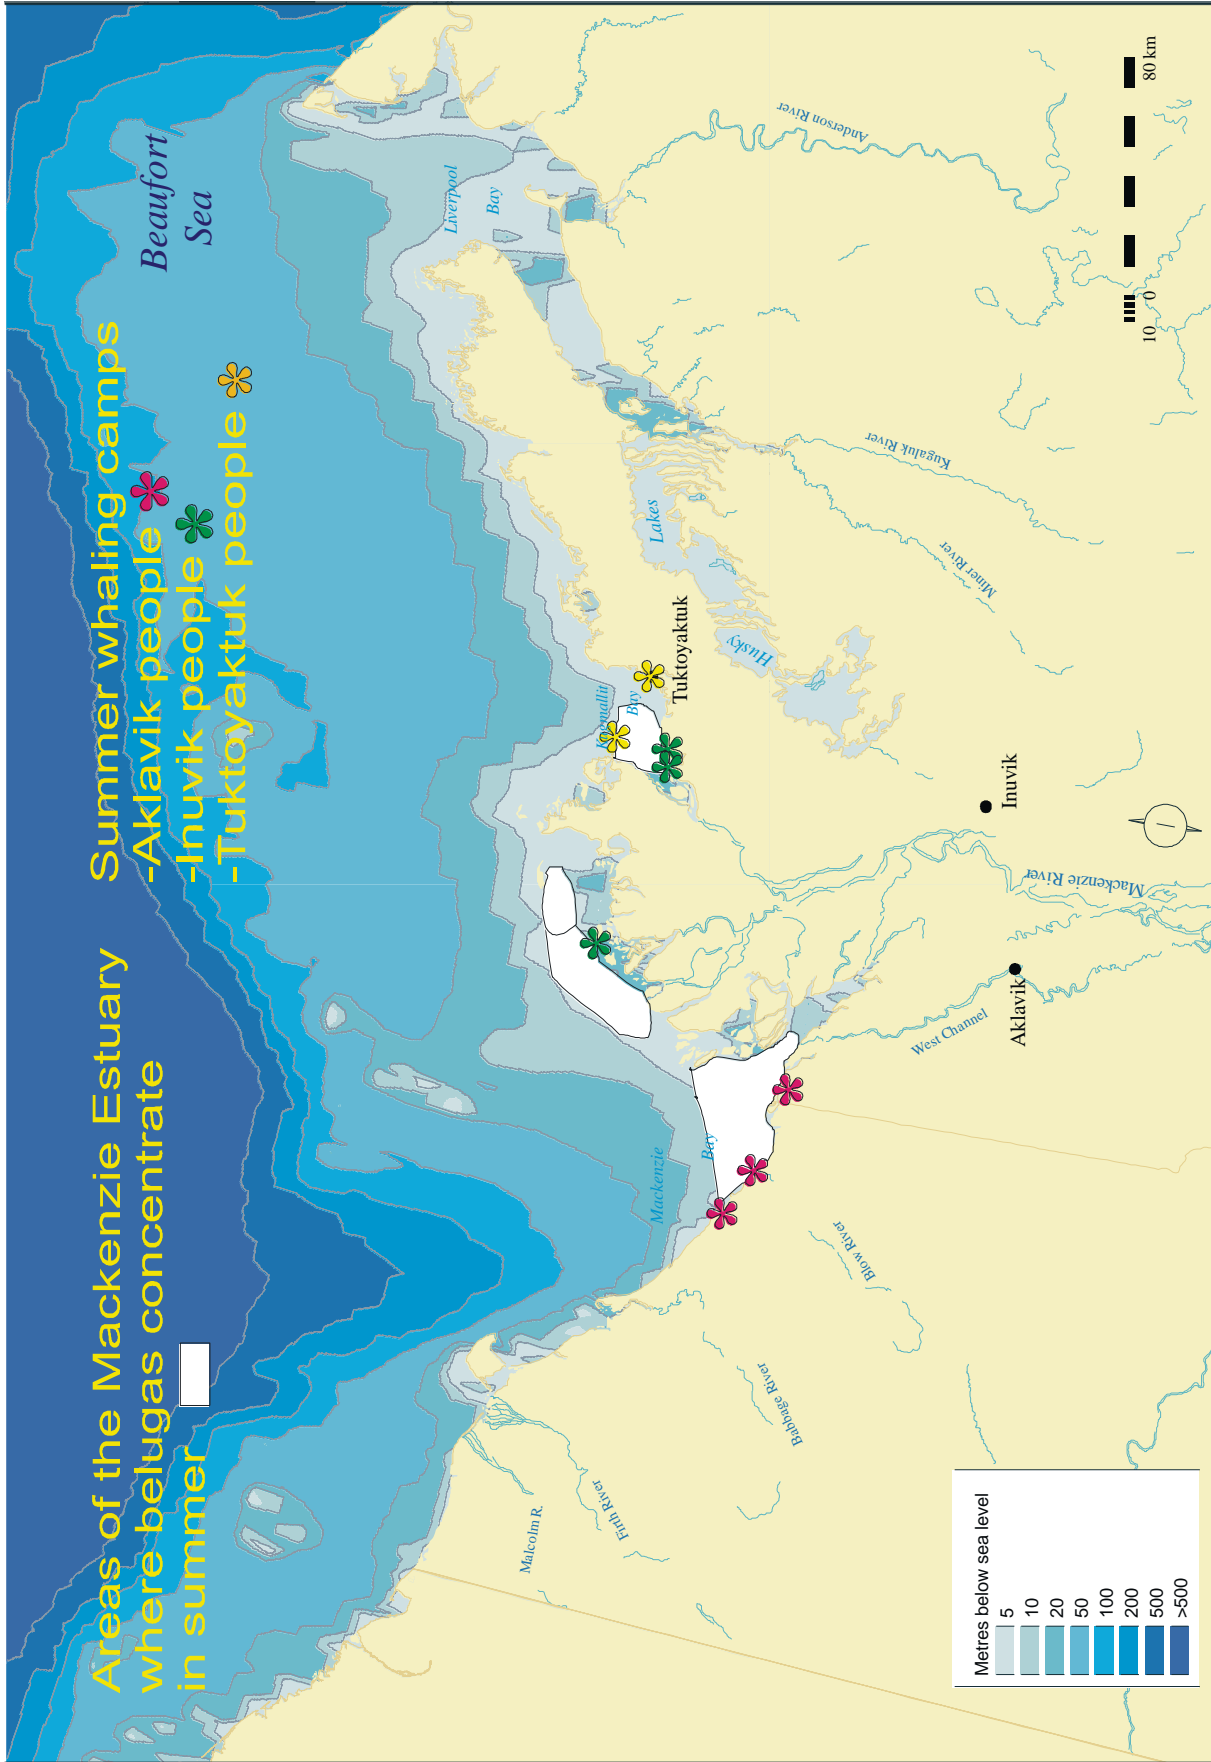 Areas of the Mackenzie Estuary
where belugas concentrate
in summer
Summer whaling camps
-Aklavik people
-Inuvik people
-Tuktoyaktuk people
Beaufort
Sea
Liverpool
Bay
Anderson River
Kugaluk River
Miner River
Lakes
Husky
Kugmallit
Bay
Tuktoyaktuk
Inuvik
Mackenzie River
Aklavik
West Channel
Mackenzie
Bay
Blow River
Babbage River
Firth River
Malcolm R.
10 0 80 km
Metres below sea level
5
10
20
50
100
200
500
>500